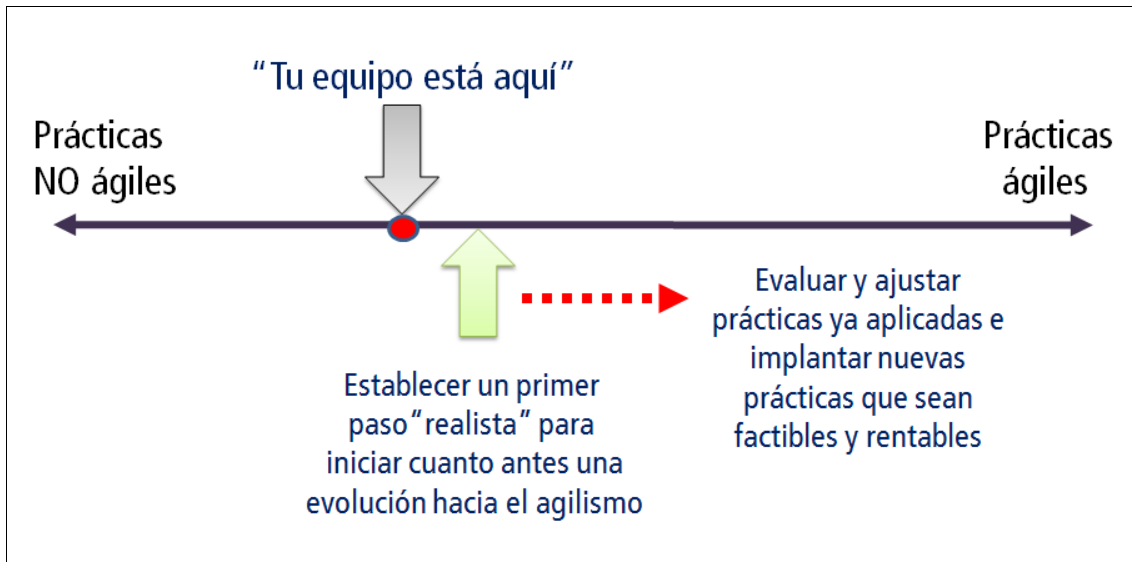 “Tu equipo está aquí”
Prácticas
NO ágiles
Prácticas
ágiles
Establecer un primer
paso“realista” para
iniciar cuanto antes una
evolución hacia el agilismo
Evaluar y ajustar
prácticas ya aplicadas e
implantar nuevas
prácticas que sean
factibles y rentables